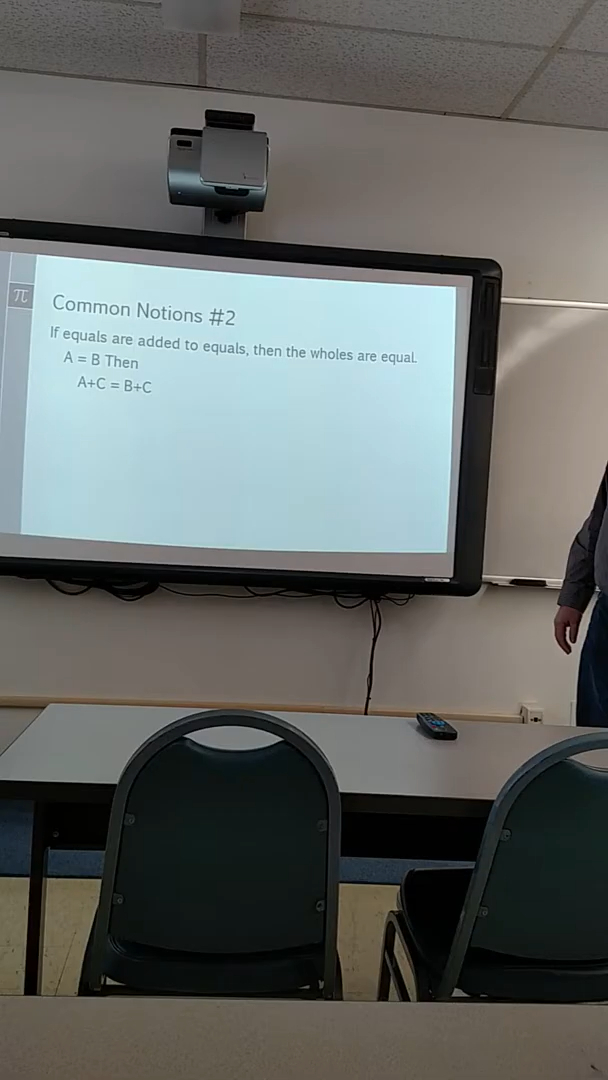 π
Common Notions #2
If equals are added to equals, then the wholes are equal.
A = B Then
A+C = B+C